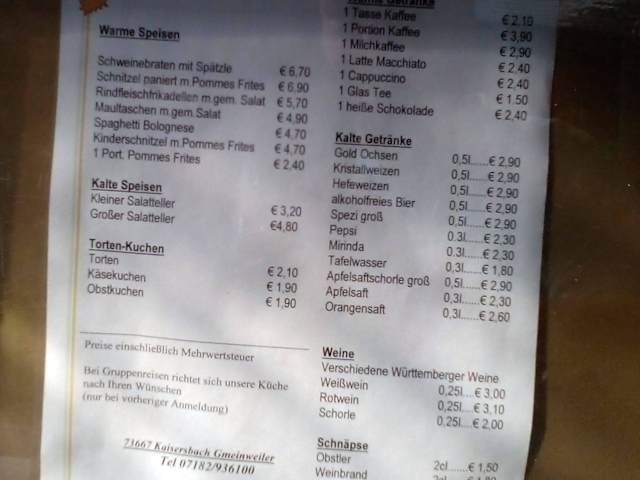 Warme Speisen
Schweinebraten mit Spätzle € 6,70
Schnitzel paniert m.Pommes Frites € 6,90
Rindfleischfrikadellen m.gem. Salat € 5,70
Maultaschen m.gem.Salat € 4,90
Spaghetti Bolognese € 4.70
Kinderschnitzel m.Pommes Frites € 4,70
1 Port. Pommes Frites € 2,40
Kalte Speisen
Kleiner Salatteller € 3,20
Großer Salatteller €4,80
Torten-Kuchen
Torten € 2,10
Käsekuchen € 1,90
Obstkuchen € 1,90
Preise einschließlich Mehrwertsteuer
Bei Gruppenreisen richtet sich unsere Küche
nach Ihren Wünschen
(nur bei vorheriger Anmeldung)
73667 Kaisersbach Gmeinweiler
Tel 07182/936100
Warme Getränke
1 Tasse Kaffee € 2.10
1 Portion Kaffee € 3,90
1 Milchkaffee € 2,90
1 Latte Macchiato € 2,40
1 Cappuccino € 2,40
1 Glas Tee € 1.50
1 heiße Schokolade € 2,40
Kalte Getränke
Gold Ochsen 0,5l......€ 2,90
Kristallweizen 0,5l......€ 2,90
Hefeweizen 0,5l......€ 2,90
alkoholfreies Bier 0,5l......€ 2,90
Spezi groß 0,5l......€ 2,90
Pepsi 0.3l......€ 2,30
Mirinda 0.3l......€ 2,30
Tafelwasser 0,3l......€ 1,80
Apfelsaftschorle groß 0,5l......€ 2,90
Apfelsaft 0,3l......€ 2,30
Orangensaft 0,3l......€ 2,60
Weine
Verschiedene Württemberger Weine
Weißwein 0,25l....€ 3,00
Rotwein 0,25l....€ 3,10
Schorle 0,25l....€ 2,00
Schnäpse
Obstler 2cl.......€ 1,50
Weinbrand